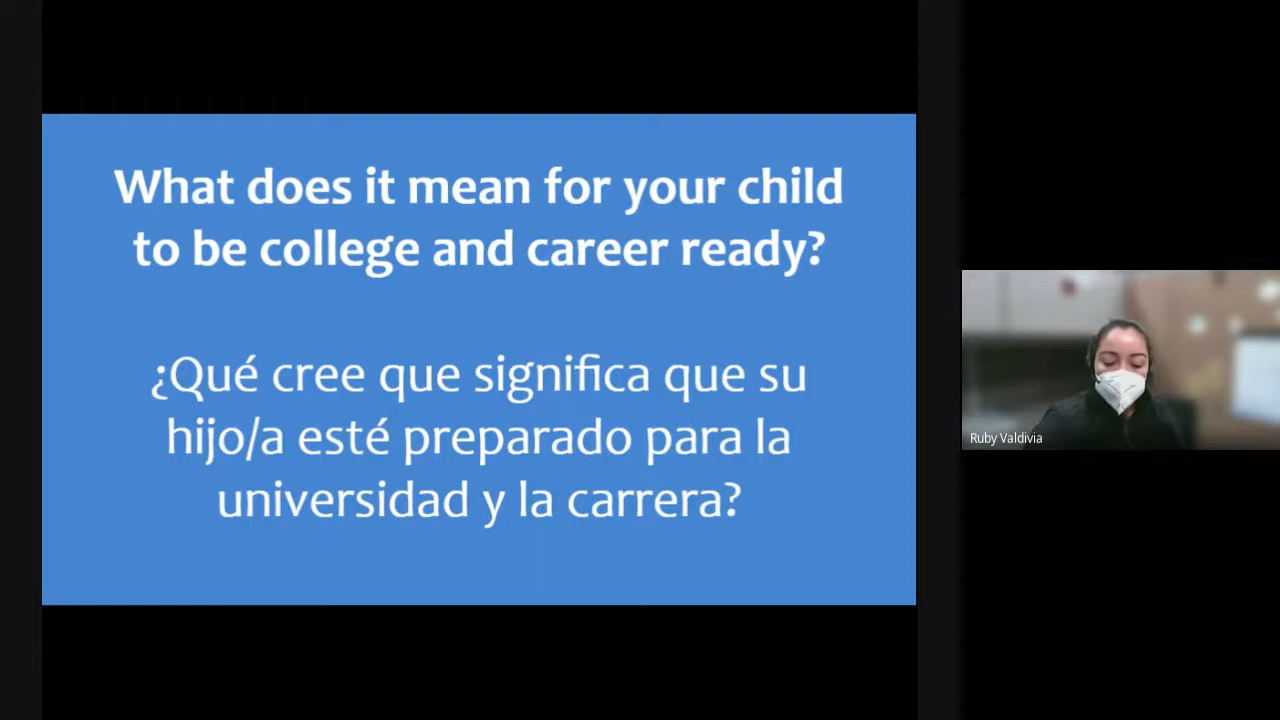 What does it mean for your child
to be college and career ready?
¿Qué cree que significa que su
hijo/a esté preparado para la
universidad y la carrera?
Ruby Valdivia